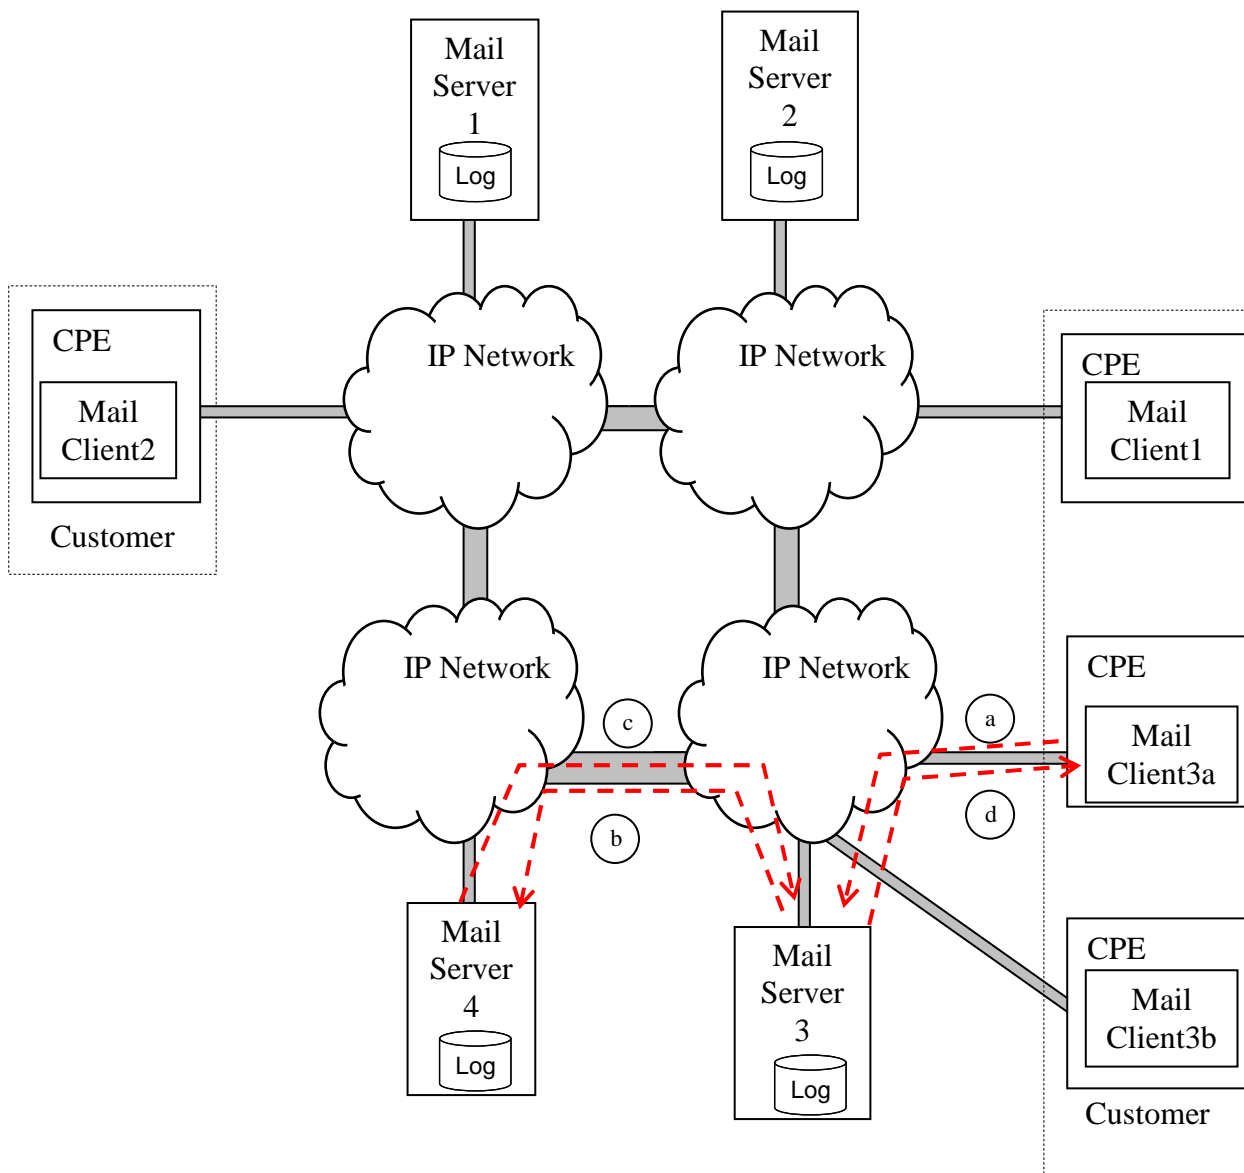 Mail
Server
1
Log
Mail
Server
2
Log
CPE
Mail
Client2
Customer
IP Network
IP Network
CPE
Mail
Client1
IP Network
IP Network
c
b
a
d
CPE
Mail
Client3a
Mail
Server
4
Log
Mail
Server
3
Log
CPE
Mail
Client3b
Customer